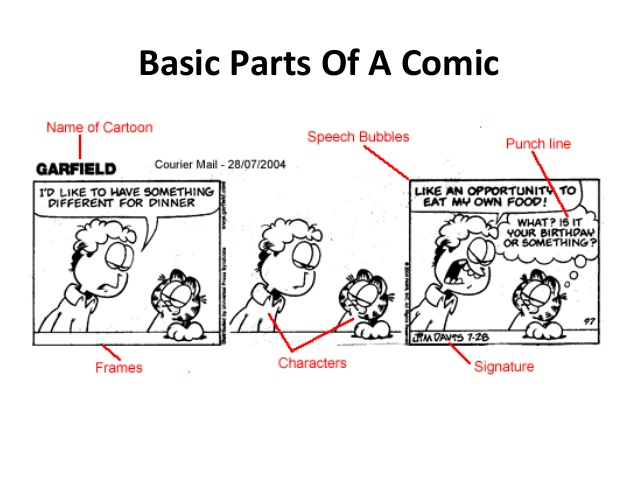 Basic Parts Of A Comic
Name of Cartoon
Speech Bubbles
Punch line
GARFIELD
Courier Mail - 28/07/2004
I'D LIKE TO HAVE SOMETHING
DIFFERENT FOR DINNER
LIKE AN OPPORTUNITY TO
EAT MY OWN FOOD!
WHAT? IS IT
YOUR BIRTHDAY
OR SOMETHING?
JIM DAVIS 7-28
Frames
Characters
Signature